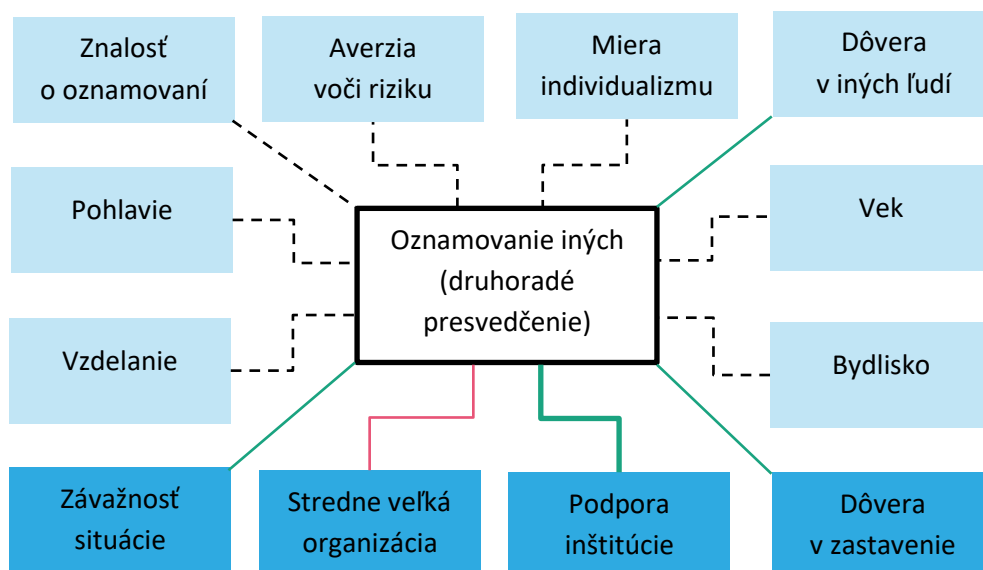 Znalosť
o oznamovaní
Averzia
voči riziku
Miera
individualizmu
Dôvera
v iných ľudí
Pohlavie
Oznamovanie iných
(druhoradé
presvedčenie)
Vek
Vzdelanie
Bydlisko
Závažnosť
situácie
Stredne veľká
organizácia
Podpora
inštitúcie
Dôvera
v zastavenie